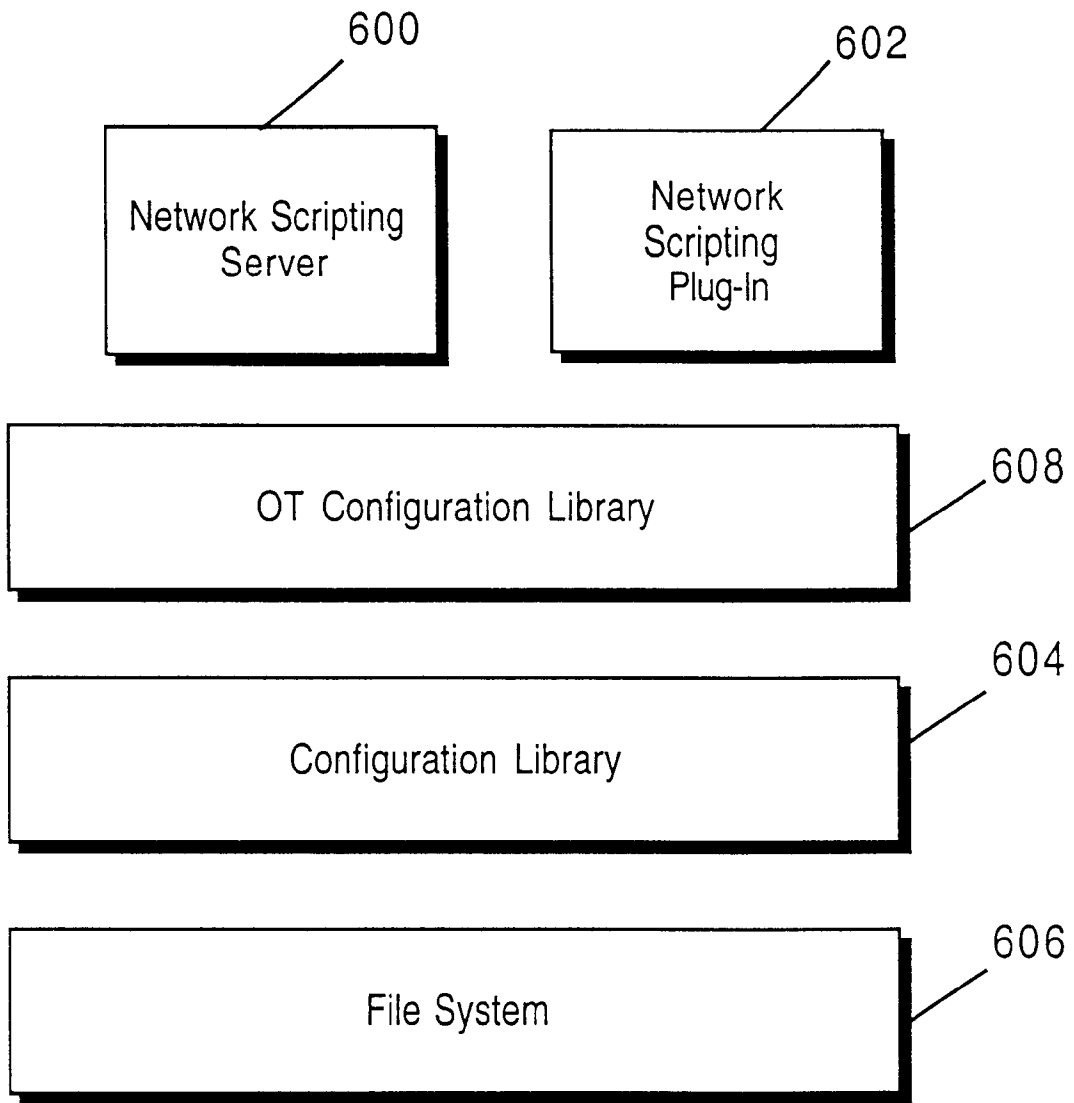 600
602
Network Scripting
Server
Network
Scripting
Plug-In
OT Configuration Library
608
Configuration Library
604
File System
606